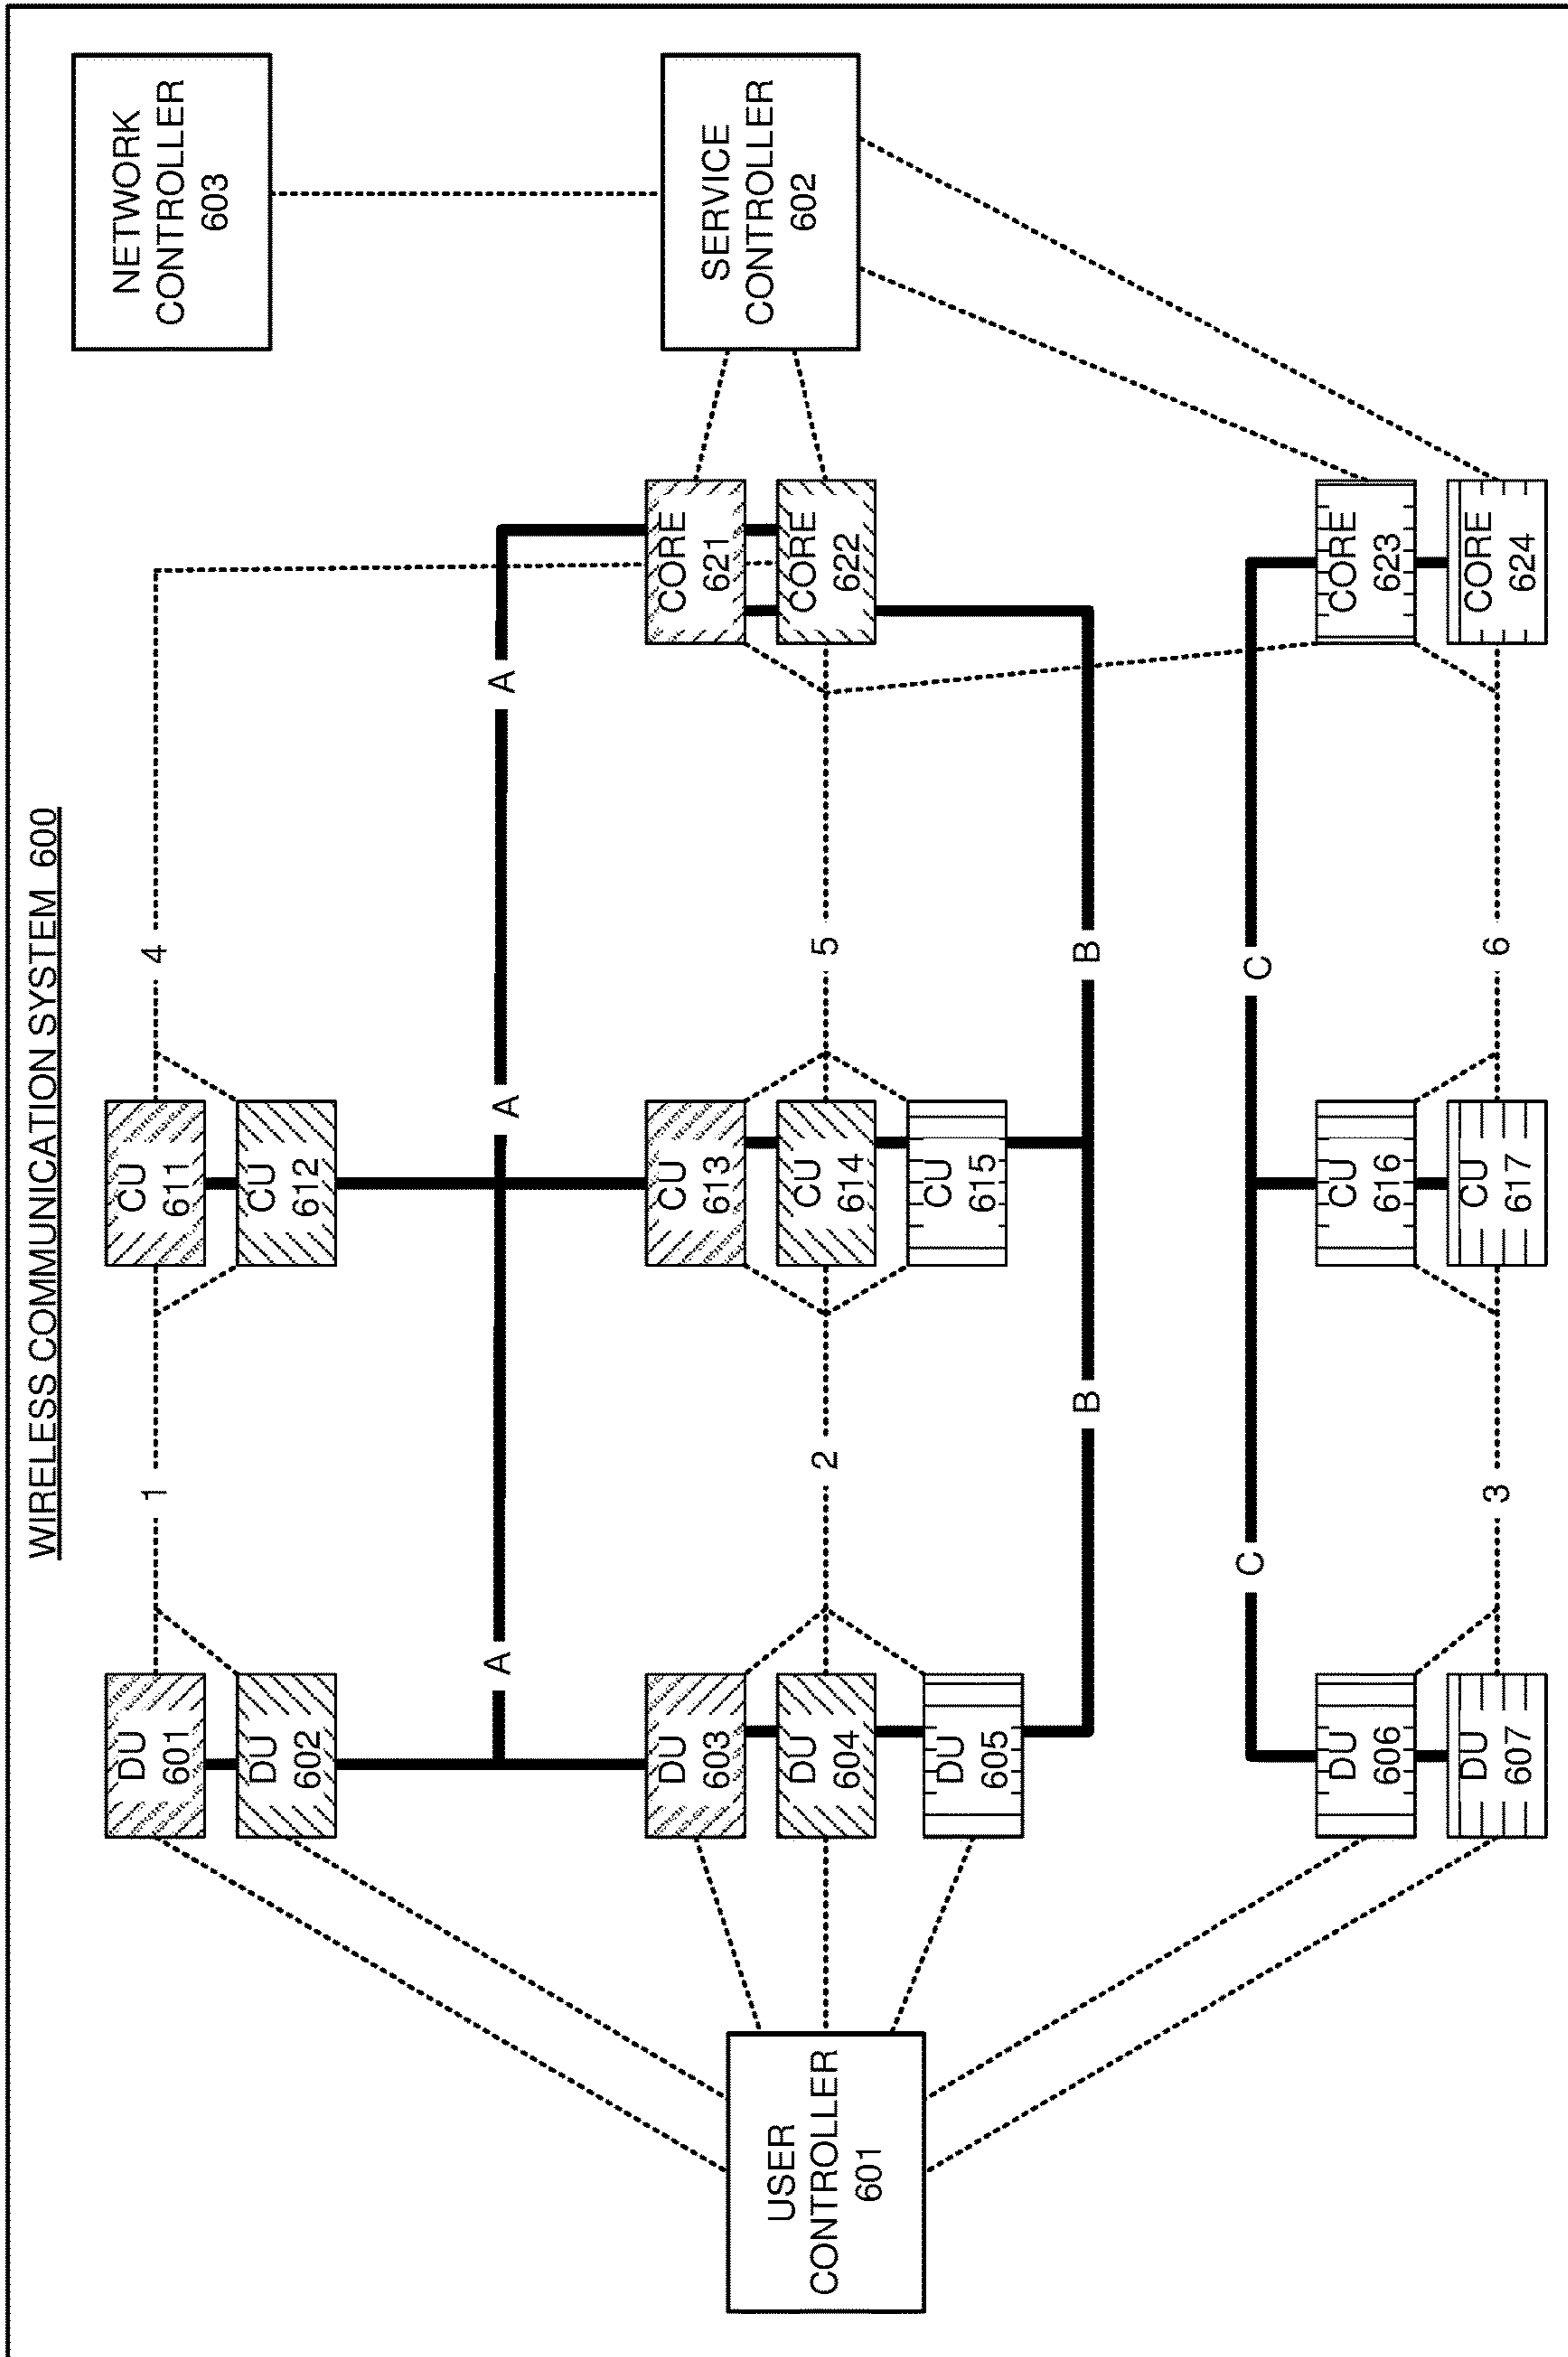 WIRELESS COMMUNICATION SYSTEM 600
NETWORK
CONTROLLER
603
SERVICE
CONTROLLER
602
USER
CONTROLLER
601
DU
601
DU
602
1
CU
611
CU
612
4
A
A
A
DU
603
DU
604
DU
605
2
CU
613
CU
614
CU
615
5
CORE
621
CORE
622
B
B
C
C
DU
606
DU
607
3
CU
616
CU
617
6
CORE
623
CORE
624